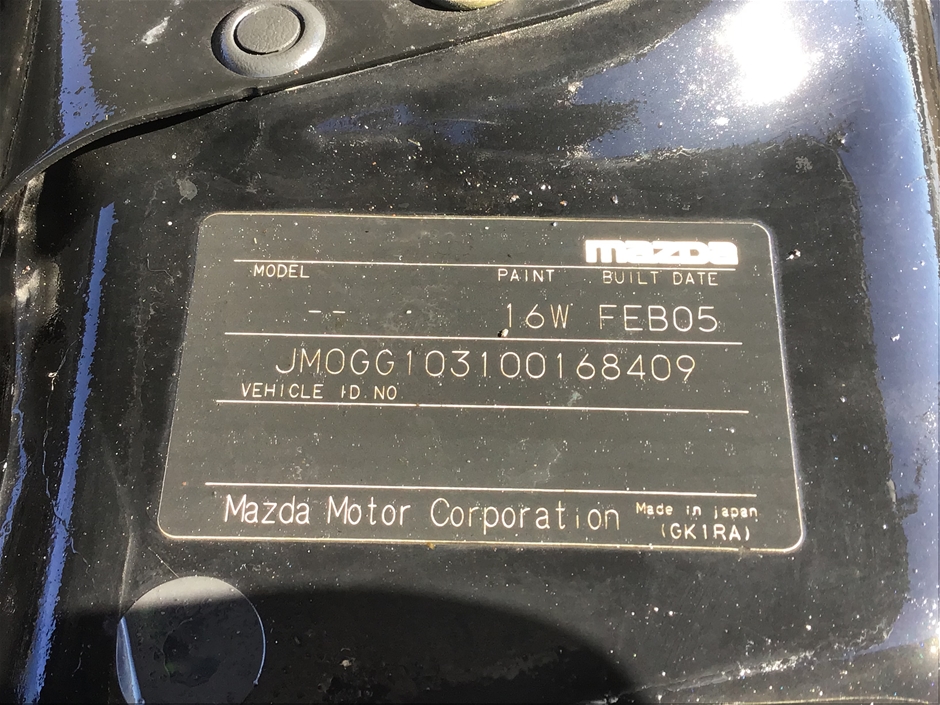 mazda
MODEL PAINT BUILT DATE
-- - 16W FEB05
JM0GG103100168409
VEHICLE ID.NO
Mazda Motor Corporation Made in japan
(GK1RA)